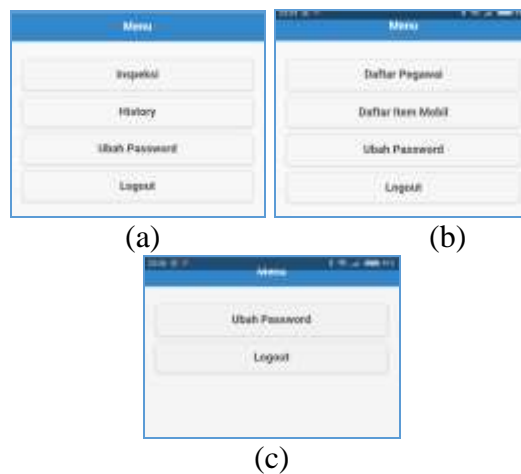 Menu
Inspeksi
History
Ubah Password
Logout
(a)
Menu
Daftar Pegawai
Daftar Item Mobil
Ubah Password
Logout
(b)
Menu
Ubah Password
Logout
(c)